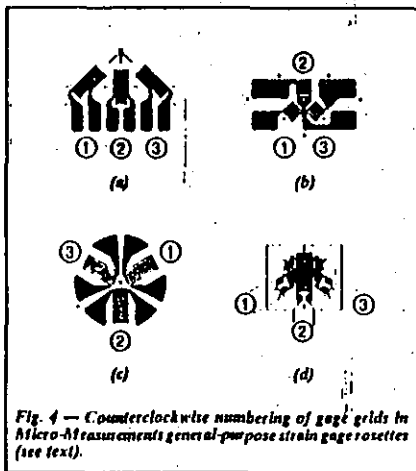 ① ② ③
(a)
②
① ③
(b)
③ ①
②
(c)
① ③
②
(d)
Fig. 4 — Counterclockwise numbering of gage grids in
Micro-Measurements general-purpose strain gage rosettes
(see text).